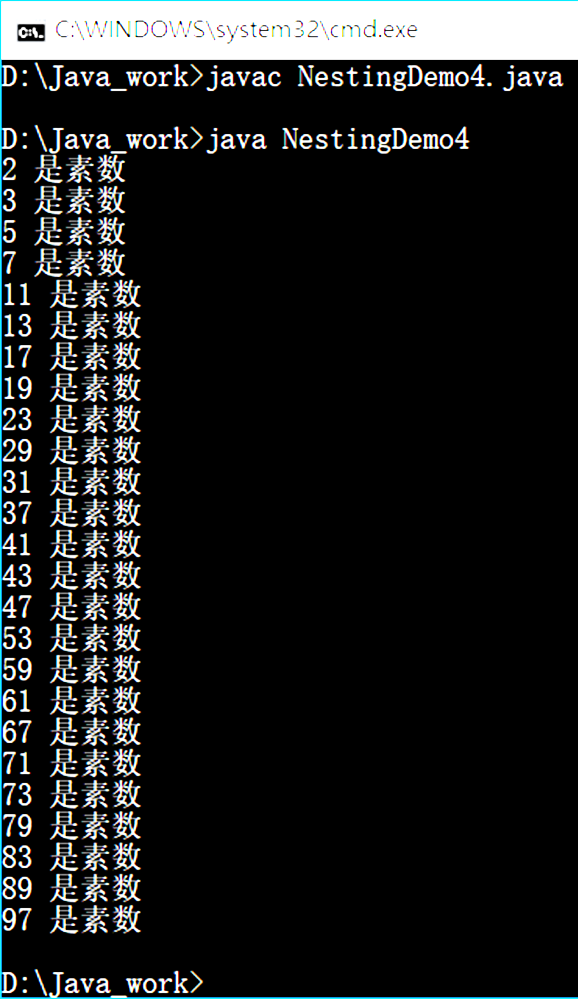 C:\WINDOWS\system32\cmd.exe
D:\Java_work>javac NestingDemo4.java
D:\Java_work>java NestingDemo4
2 是素数
3 是素数
5 是素数
7 是素数
11 是素数
13 是素数
17 是素数
19 是素数
23 是素数
29 是素数
31 是素数
37 是素数
41 是素数
43 是素数
47 是素数
53 是素数
59 是素数
61 是素数
67 是素数
71 是素数
73 是素数
79 是素数
83 是素数
89 是素数
97 是素数
D:\Java_work>